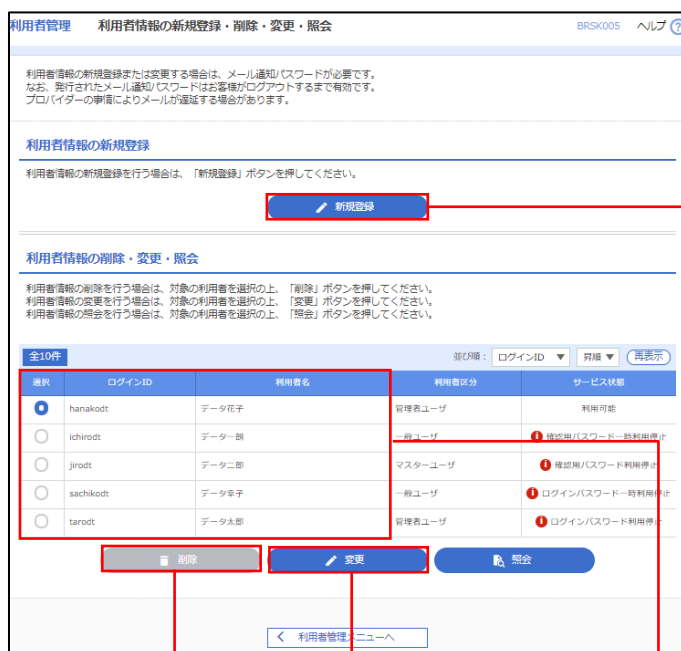 利用者管理 利用者情報の新規登録・削除・変更・照会 BRSK005 ヘルプ ?
利用者情報の新規登録または変更する場合は、メール通知パスワードが必要です。
なお、発行されたメール通知パスワードはお客様がログアウトするまで有効です。
プロバイダーの事情によりメールが遅延する場合があります。
利用者情報の新規登録
利用者情報の新規登録を行う場合は、「新規登録」ボタンを押してください。
新規登録
利用者情報の削除・変更・照会
利用者情報の削除を行う場合は、対象の利用者を選択の上、「削除」ボタンを押してください。
利用者情報の変更を行う場合は、対象の利用者を選択の上、「変更」ボタンを押してください。
利用者情報の照会を行う場合は、対象の利用者を選択の上、「照会」ボタンを押してください。
全10件 並び順： ログインID ▼ 昇順 ▼ 再表示
選択 ログインID 利用者名 利用者区分 サービス状態
hanakodt データ花子 管理者ユーザ 利用可能
ichirodt データ一朗 一般ユーザ 確認用パスワード一時利用停止
jirodt データ二郎 マスターユーザ 確認用パスワード利用停止
sachikodt データ幸子 一般ユーザ ログインパスワード一時利用停止
tarodt データ太郎 管理者ユーザ ログインパスワード利用停止
削除 変更 照会
利用者管理メニューへ